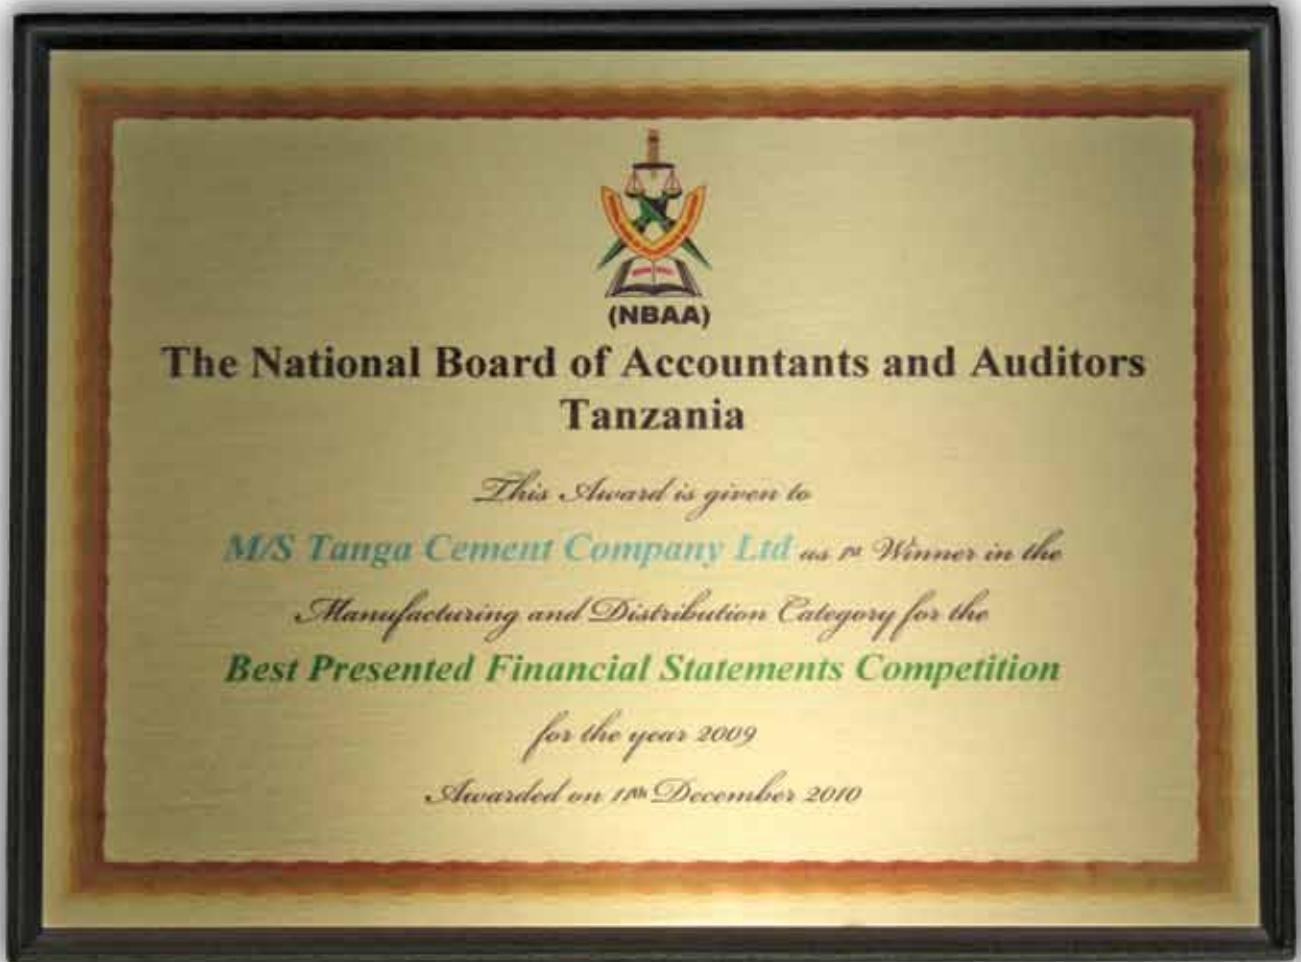 (NBAA)
The National Board of Accountants and Auditors
Tanzania
This Award is given to
M/S Tanga Cement Company Ltd as 1st Winner in the
Manufacturing and Distribution Category for the
Best Presented Financial Statements Competition
for the year 2009
Awarded on 11th December 2010